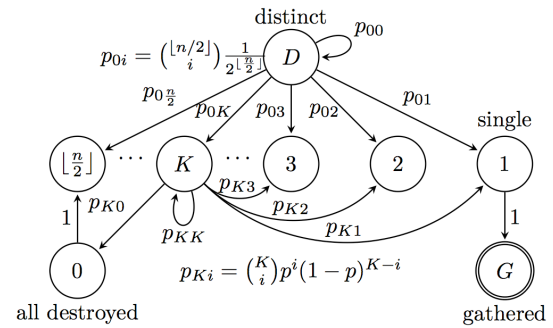 distinct
p_{00}
p_{0i} = \binom{\lfloor n/2 \rfloor}{i} \frac{1}{2^{\lfloor \frac{n}{2} \rfloor}}
D
p_{0\frac{n}{2}}
p_{0K}
p_{03}
p_{02}
p_{01}
single
⌊n/2⌋
⋯
K
⋯
3
2
1
p_{K3}
p_{K2}
p_{K1}
1
p_{K0}
p_{KK}
1
0
p_{Ki} = \binom{K}{i} p^i (1 − p)^{K−i}
G
all destroyed
gathered